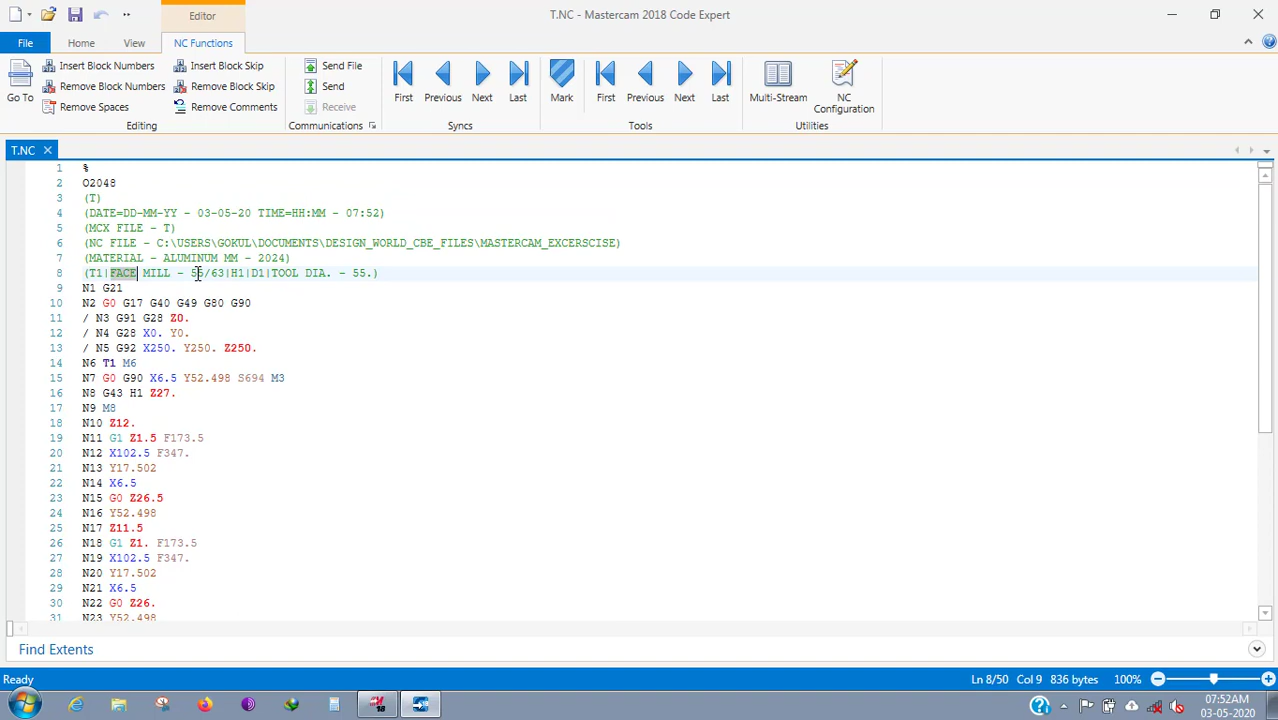 T.NC - Mastercam 2018 Code Expert
Editor
File
Home
View
NC Functions
Go To
Insert Block Numbers
Remove Block Numbers
Remove Spaces
Insert Block Skip
Remove Block Skip
Remove Comments
Editing
Send File
Send
Receive
Communications
First
Previous
Next
Last
Syncs
Mark
First
Previous
Next
Last
Tools
Multi-Stream
NC
Configuration
Utilities
T.NC
1 %
2 O2048
3 (T)
4 (DATE=DD-MM-YY - 03-05-20 TIME=HH:MM - 07:52)
5 (MCX FILE - T)
6 (NC FILE - C:\USERS\GOKUL\DOCUMENTS\DESIGN_WORLD_CBE_FILES\MASTERCAM_EXCERSCISE)
7 (MATERIAL - ALUMINUM MM - 2024)
8 (T1|FACE MILL - 55/63|H1|D1|TOOL DIA. - 55.)
9 N1 G21
10 N2 G0 G17 G40 G49 G80 G90
11 / N3 G91 G28 Z0.
12 / N4 G28 X0. Y0.
13 / N5 G92 X250. Y250. Z250.
14 N6 T1 M6
15 N7 G0 G90 X6.5 Y52.498 S694 M3
16 N8 G43 H1 Z27.
17 N9 M8
18 N10 Z12.
19 N11 G1 Z1.5 F173.5
20 N12 X102.5 F347.
21 N13 Y17.502
22 N14 X6.5
23 N15 G0 Z26.5
24 N16 Y52.498
25 N17 Z11.5
26 N18 G1 Z1. F173.5
27 N19 X102.5 F347.
28 N20 Y17.502
29 N21 X6.5
30 N22 G0 Z26.
31 N23 Y52.498
Find Extents
Ready
Ln 8/50 Col 9 836 bytes 100%
07:52AM
03-05-2020